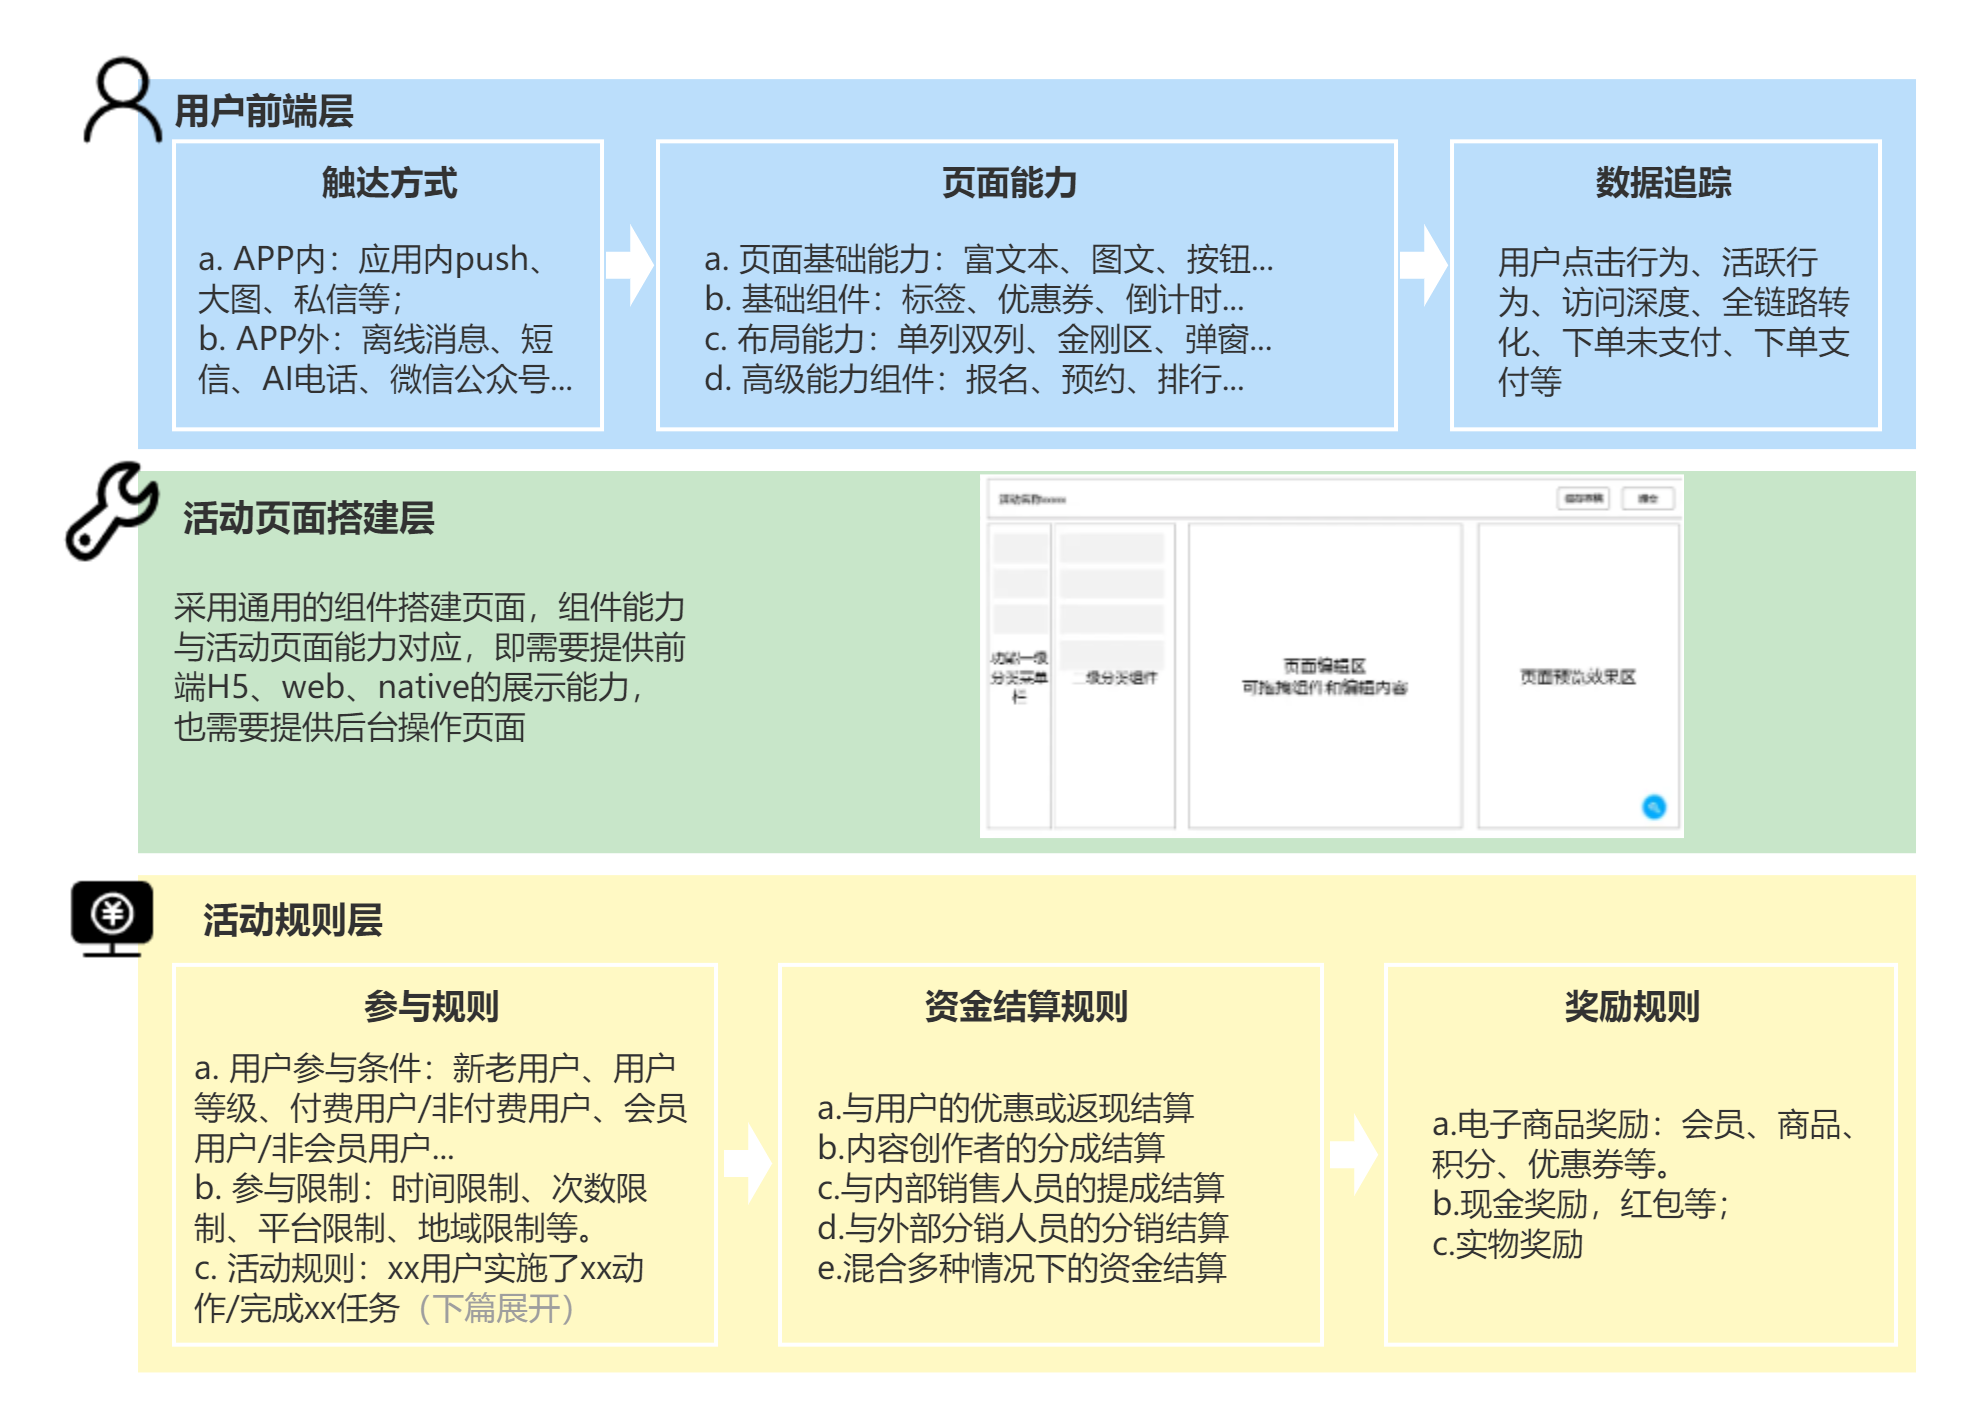 用户前端层
触达方式
a. APP内：应用内push、
大图、私信等；
b. APP外：离线消息、短
信、AI电话、微信公众号...
页面能力
a. 页面基础能力：富文本、图文、按钮...
b. 基础组件：标签、优惠券、倒计时...
c. 布局能力：单列双列、金刚区、弹窗...
d. 高级能力组件：报名、预约、排行...
数据追踪
用户点击行为、活跃行
为、访问深度、全链路转
化、下单未支付、下单支
付等
活动页面搭建层
采用通用的组件搭建页面，组件能力
与活动页面能力对应，即需要提供前
端H5、web、native的展示能力，
也需要提供后台操作页面
活动名称xxxxx
提交
功能一级
分类菜单
栏
二级分类组件
页面编辑区
可拖拽组件和编辑内容
页面预览效果区
活动规则层
参与规则
a. 用户参与条件：新老用户、用户
等级、付费用户/非付费用户、会员
用户/非会员用户...
b. 参与限制：时间限制、次数限
制、平台限制、地域限制等。
c. 活动规则：xx用户实施了xx动
作/完成xx任务（下篇展开）
资金结算规则
a.与用户的优惠或返现结算
b.内容创作者的分成结算
c.与内部销售人员的提成结算
d.与外部分销人员的分销结算
e.混合多种情况下的资金结算
奖励规则
a.电子商品奖励：会员、商品、
积分、优惠券等。
b.现金奖励，红包等；
c.实物奖励